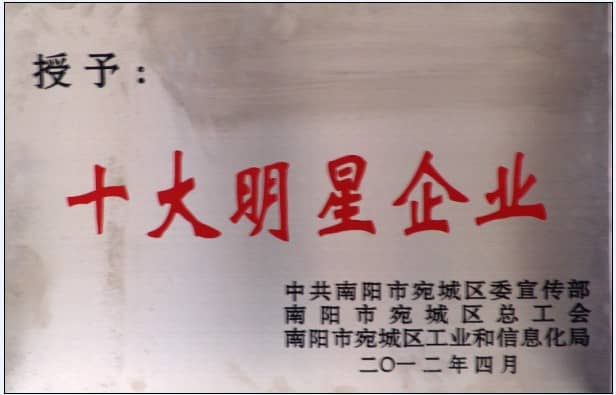 授予：
十大明星企业
中共南阳市宛城区委宣传部
南阳市宛城区总工会
南阳市宛城区工业和信息化局
二〇一二年四月